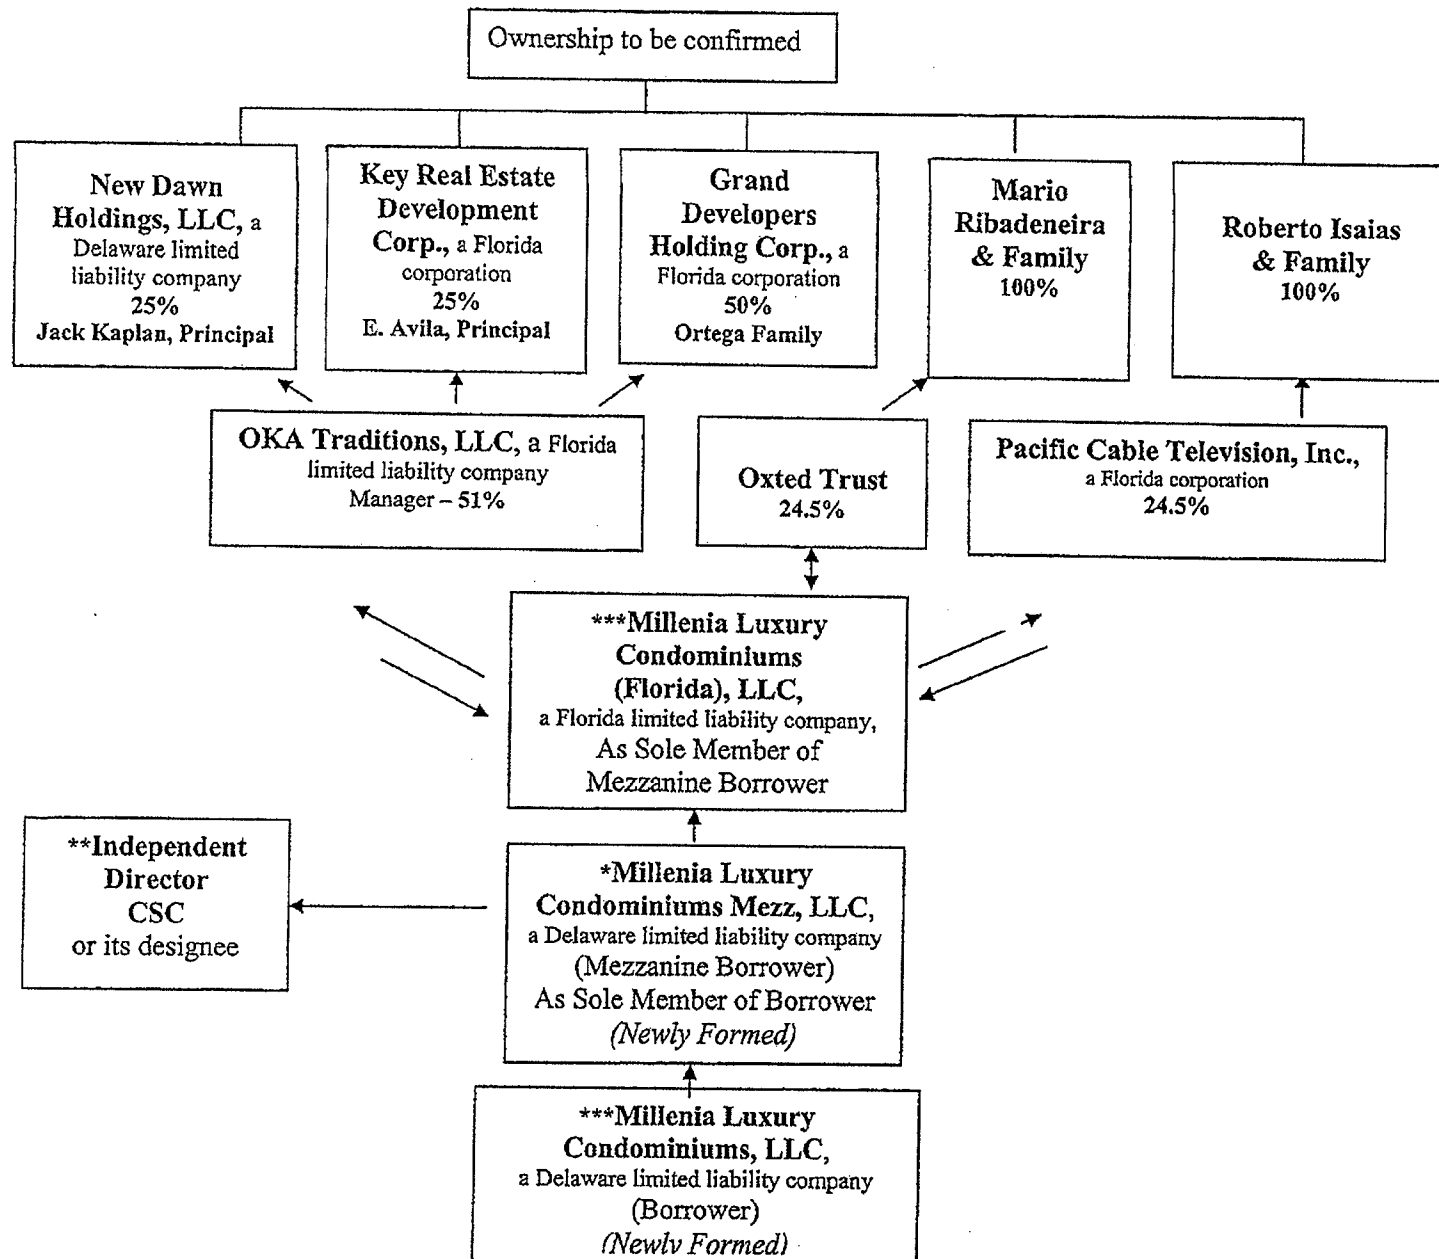 Ownership to be confirmed
New Dawn
Holdings, LLC, a
Delaware limited
liability company
25%
Jack Kaplan, Principal
Key Real Estate
Development
Corp., a Florida
corporation
25%
E. Avila, Principal
Grand
Developers
Holding Corp., a
Florida corporation
50%
Ortega Family
Mario
Ribadeneira
& Family
100%
Roberto Isaias
& Family
100%
OKA Traditions, LLC, a Florida
limited liability company
Manager – 51%
Oxted Trust
24.5%
Pacific Cable Television, Inc.,
a Florida corporation
24.5%
***Millenia Luxury
Condominiums
(Florida), LLC,
a Florida limited liability company,
As Sole Member of
Mezzanine Borrower
**Independent
Director
CSC
or its designee
*Millenia Luxury
Condominiums Mezz, LLC,
a Delaware limited liability company
(Mezzanine Borrower)
As Sole Member of Borrower
(Newly Formed)
***Millenia Luxury
Condominiums, LLC,
a Delaware limited liability company
(Borrower)
(Newly Formed)